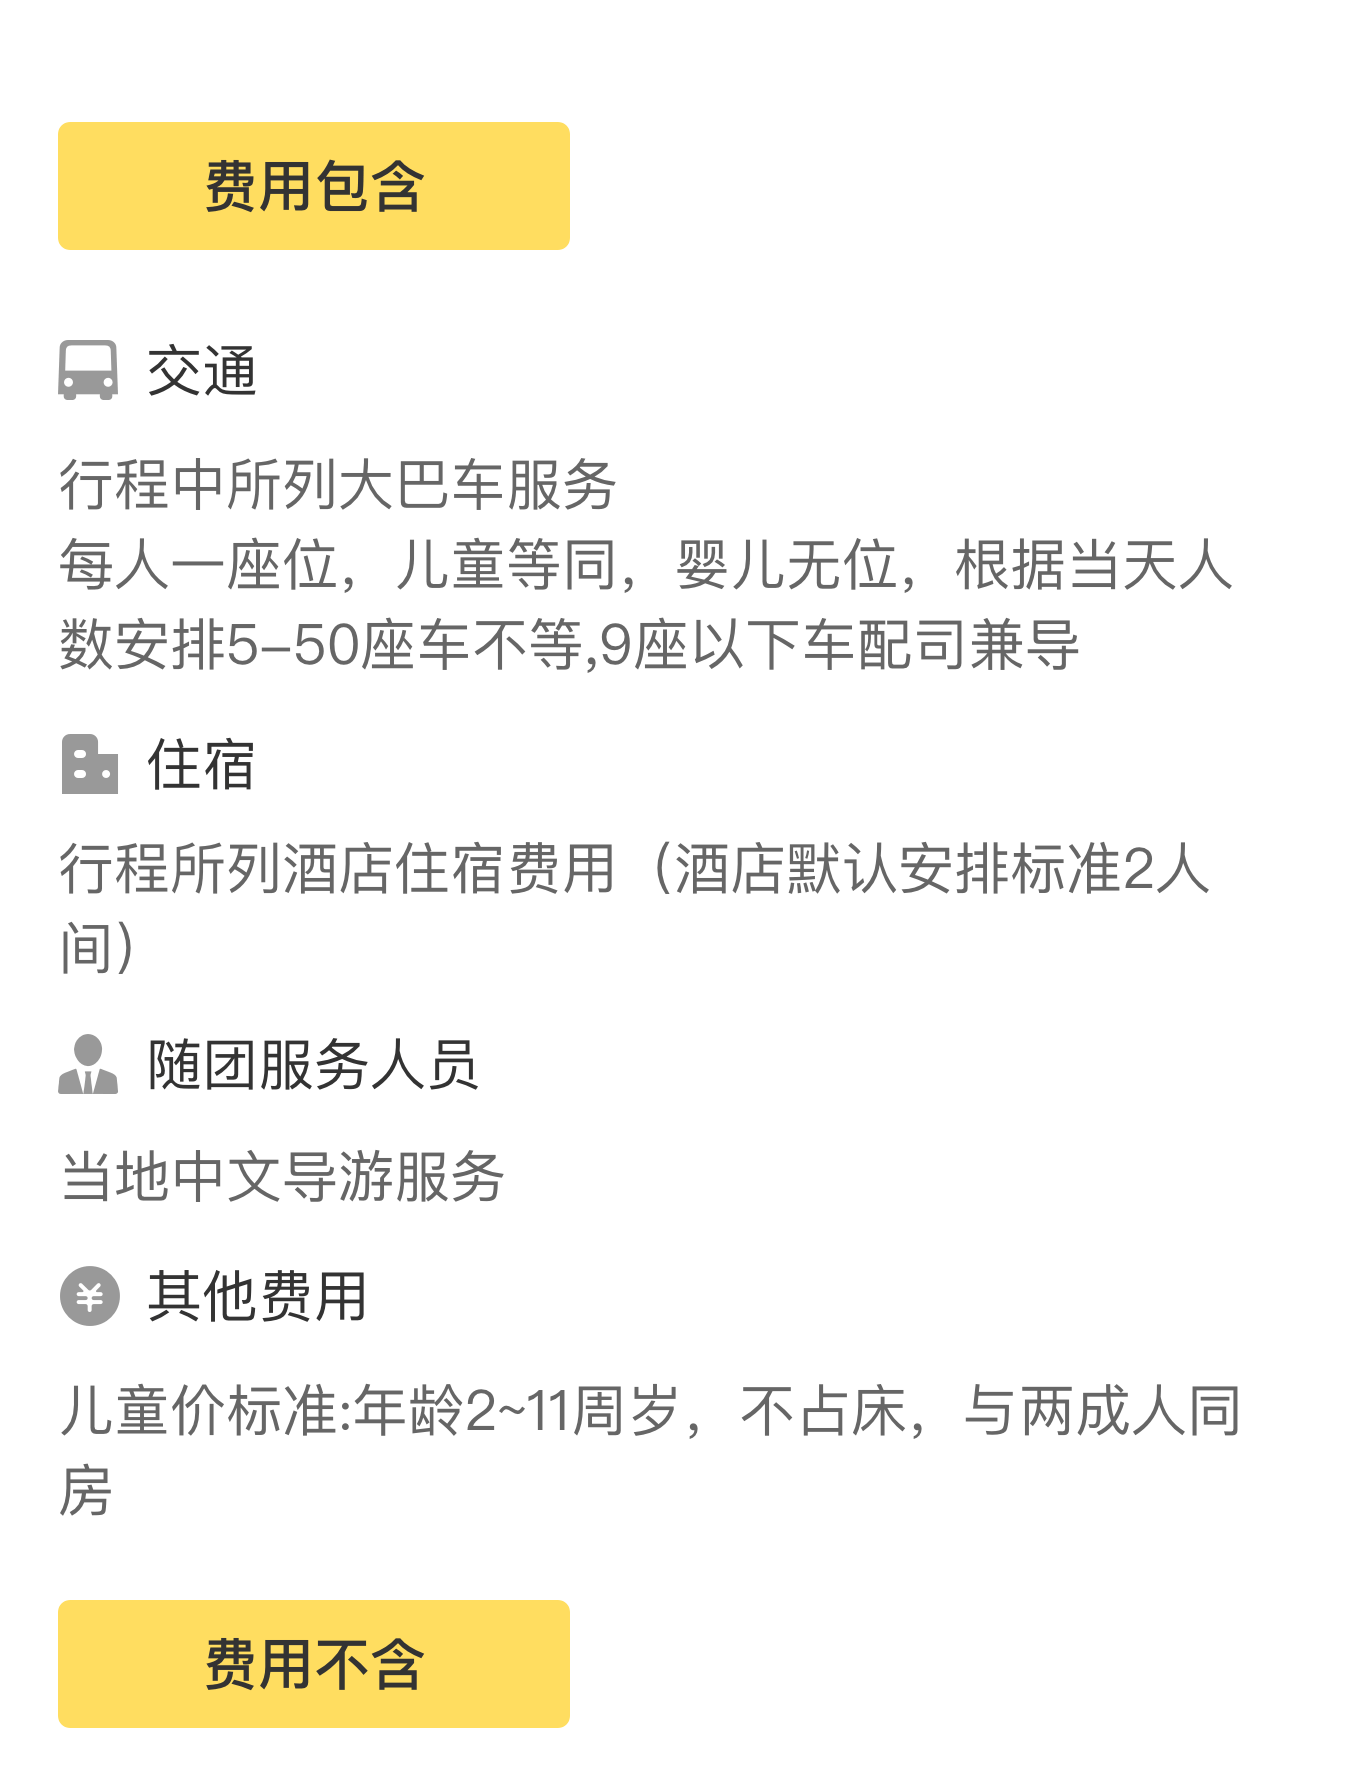 费用包含
交通
行程中所列大巴车服务
每人一座位，儿童等同，婴儿无位，根据当天人
数安排5-50座车不等,9座以下车配司兼导
住宿
行程所列酒店住宿费用（酒店默认安排标准2人
间）
随团服务人员
当地中文导游服务
¥ 其他费用
儿童价标准:年龄2~11周岁，不占床，与两成人同
房
费用不含